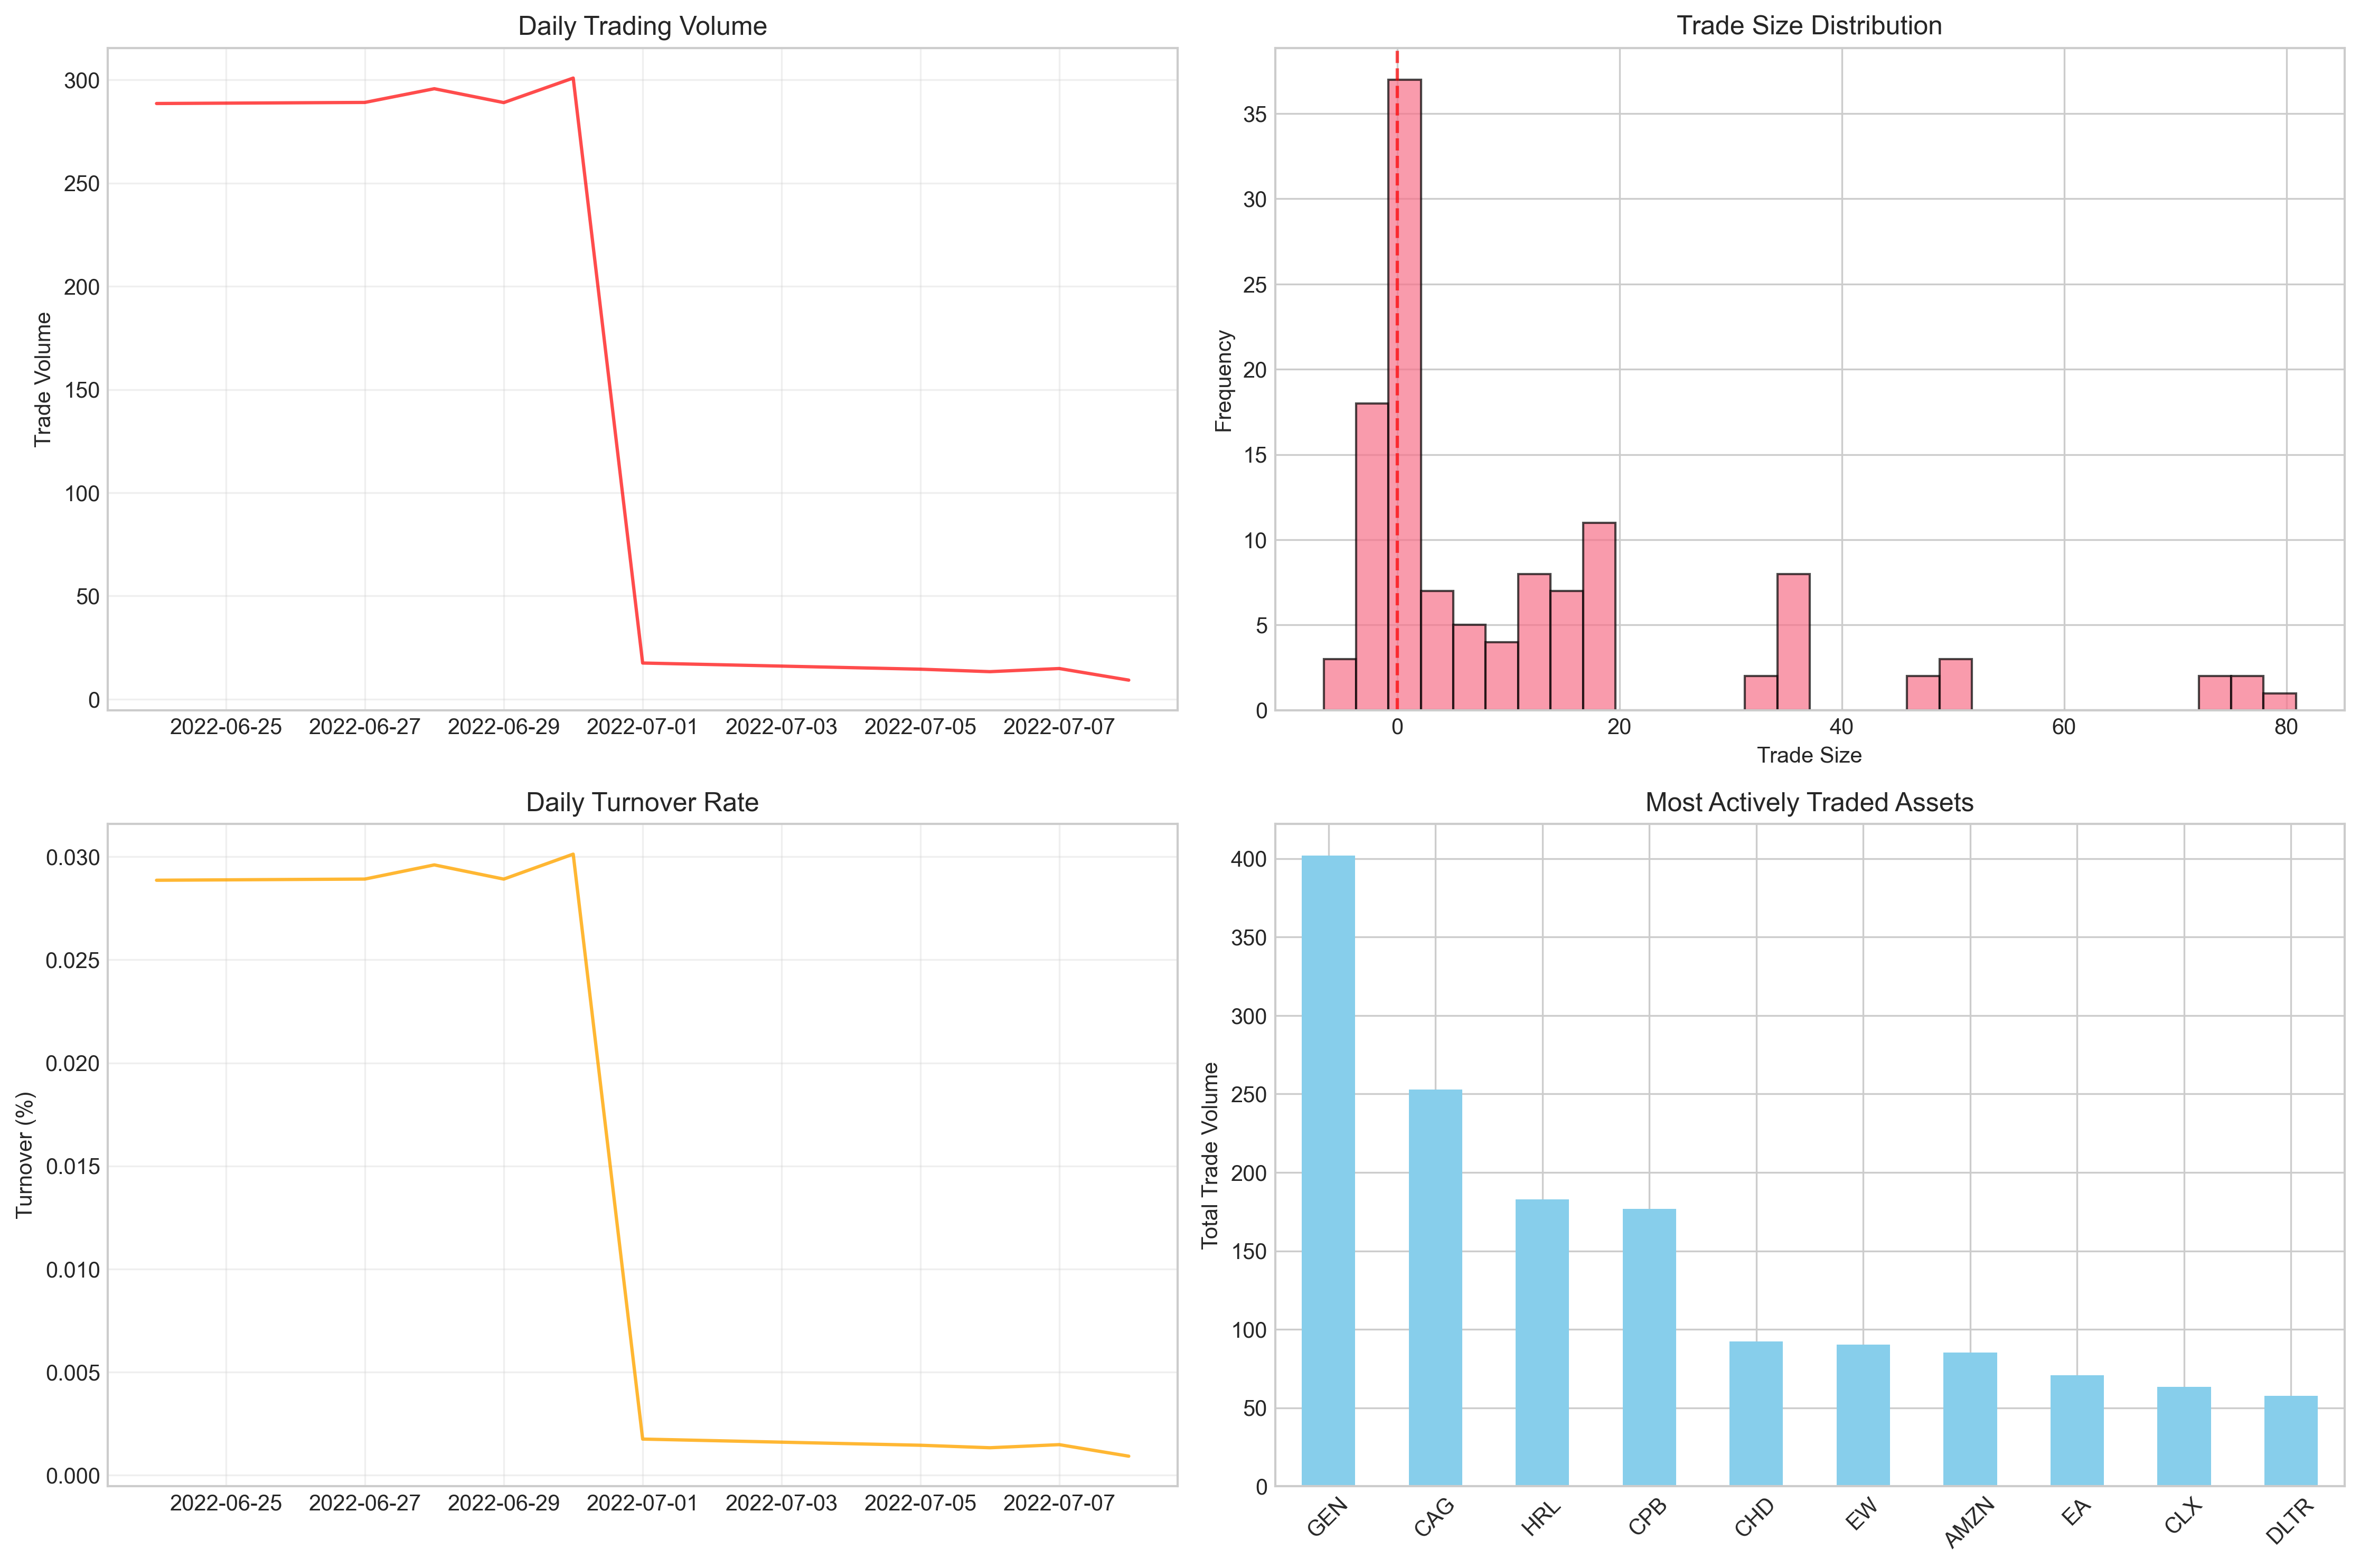 Daily Trading Volume
Trade Volume
300
250
200
150
100
50
0
2022-06-25 2022-06-27 2022-06-29 2022-07-01 2022-07-03 2022-07-05 2022-07-07
Trade Size Distribution
Frequency
35
30
25
20
15
10
5
0
0 20 40 60 80
Trade Size
Daily Turnover Rate
Turnover (%)
0.030
0.025
0.020
0.015
0.010
0.005
0.000
2022-06-25 2022-06-27 2022-06-29 2022-07-01 2022-07-03 2022-07-05 2022-07-07
Most Actively Traded Assets
Total Trade Volume
400
350
300
250
200
150
100
50
0
GEN CAG HRL CPB CHD EW AMZN EA CLX DLTR